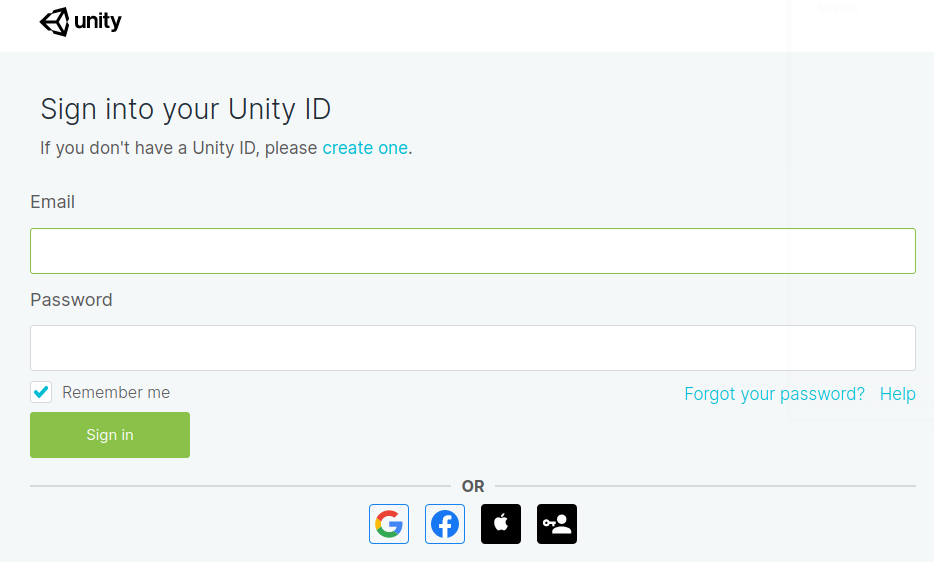 unity
Sign into your Unity ID
If you don't have a Unity ID, please create one.
Email
Password
Remember me
Forgot your password? Help
Sign in
OR